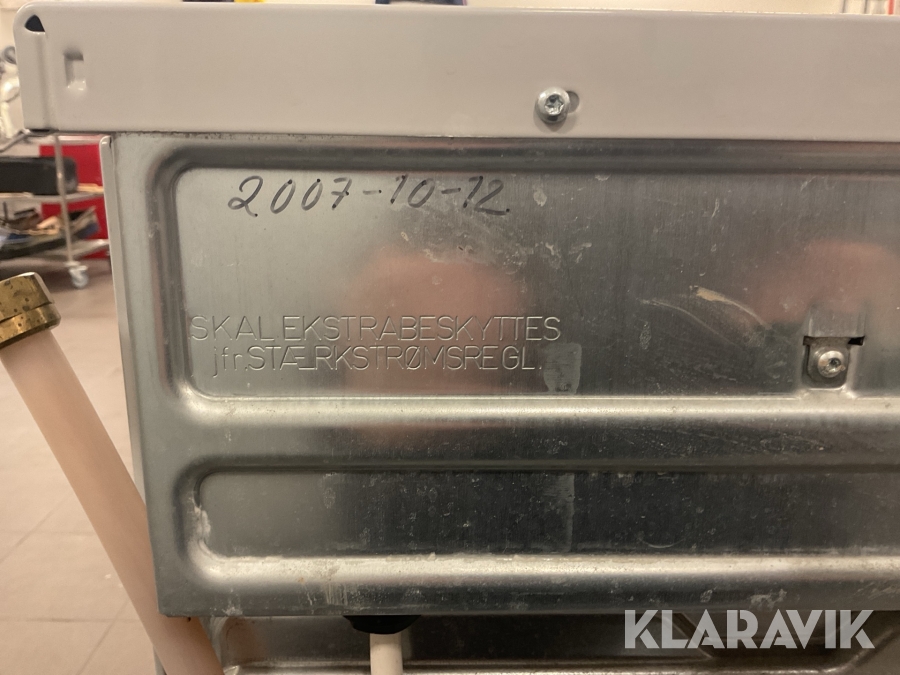 2007-10-12
SKAL EKSTRABESKYTTES
jfr. STÆRKSTRØMSREGL.
KLARAVIK